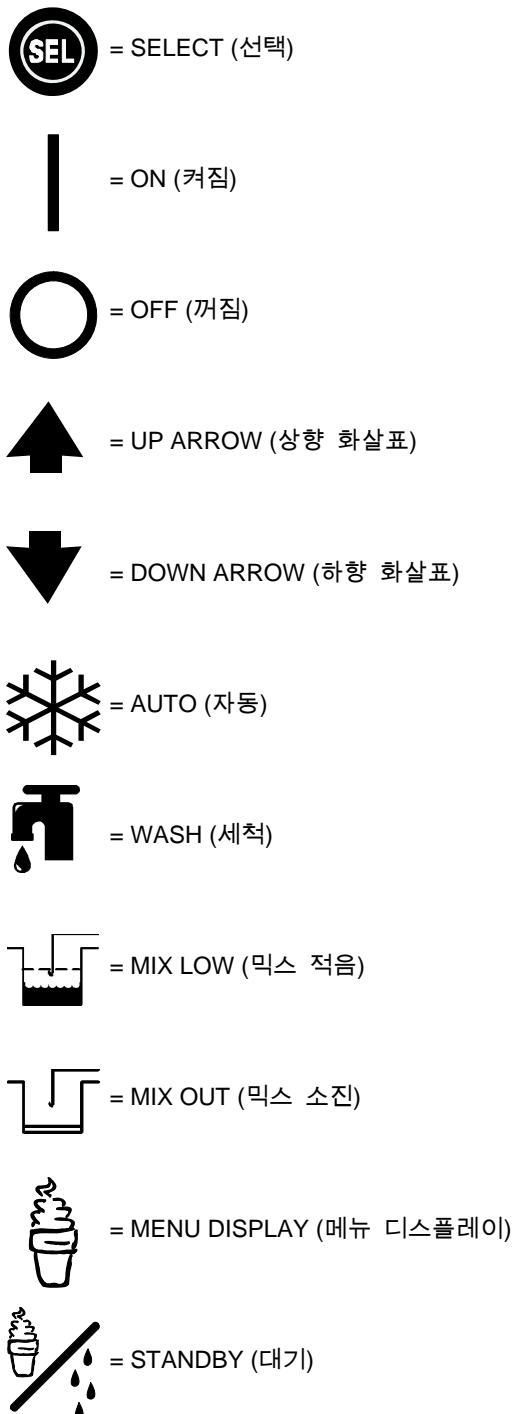 SEL = SELECT (선택)
= ON (켜짐)
= OFF (꺼짐)
= UP ARROW (상향 화살표)
= DOWN ARROW (하향 화살표)
= AUTO (자동)
= WASH (세척)
= MIX LOW (믹스 적음)
= MIX OUT (믹스 소진)
= MENU DISPLAY (메뉴 디스플레이)
= STANDBY (대기)